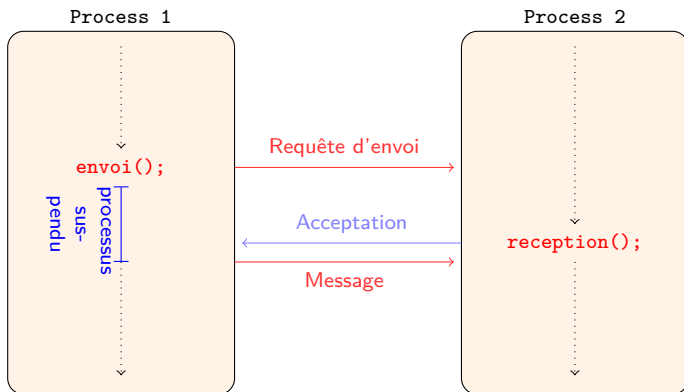 Process 1
Process 2
Requête d'envoi
envoi();
processus
sus-
pendu
Acceptation
reception();
Message